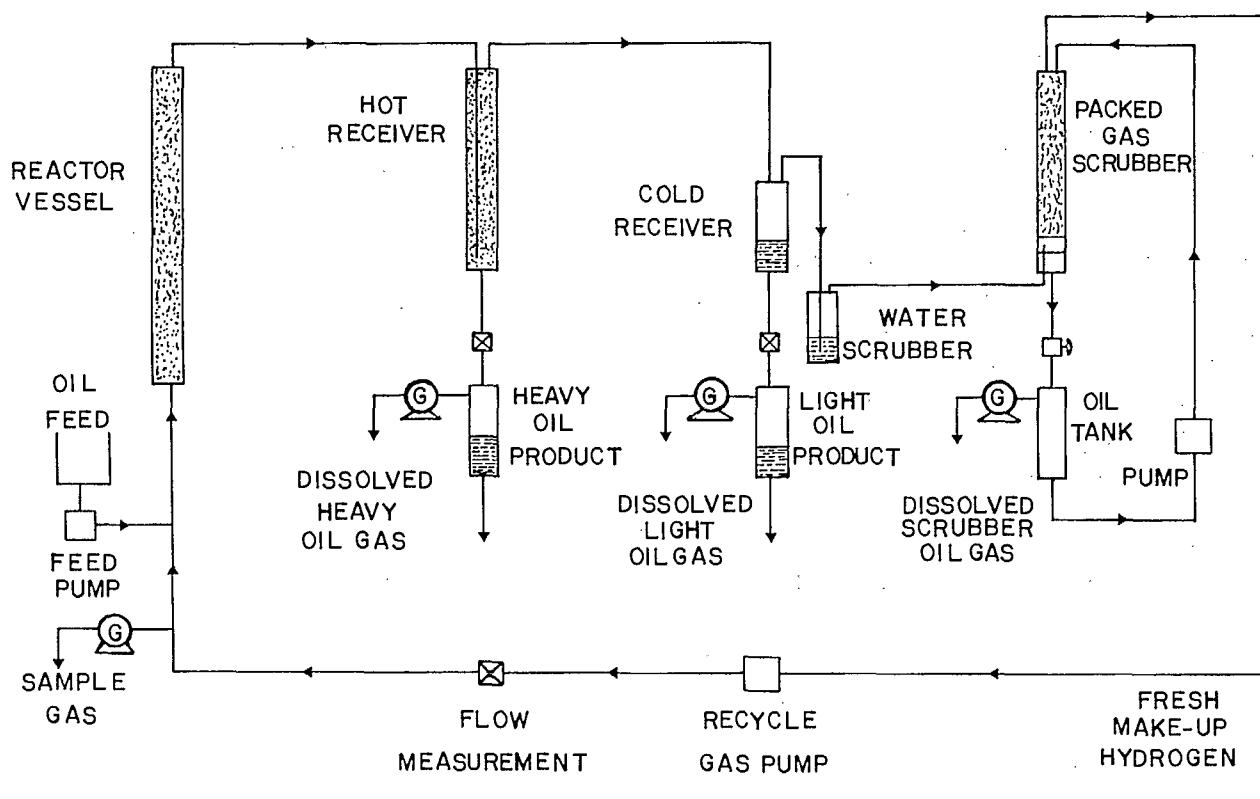 REACTOR
VESSEL
HOT
RECEIVER
COLD
RECEIVER
PACKED
GAS
SCRUBBER
WATER
SCRUBBER
OIL
FEED
FEED
PUMP
G
SAMPLE
GAS
G
HEAVY
OIL
PRODUCT
DISSOLVED
HEAVY
OIL GAS
G
LIGHT
OIL
PRODUCT
DISSOLVED
LIGHT
OIL GAS
G
OIL
TANK
DISSOLVED
SCRUBBER
OIL GAS
PUMP
FLOW
MEASUREMENT
RECYCLE
GAS PUMP
FRESH
MAKE-UP
HYDROGEN